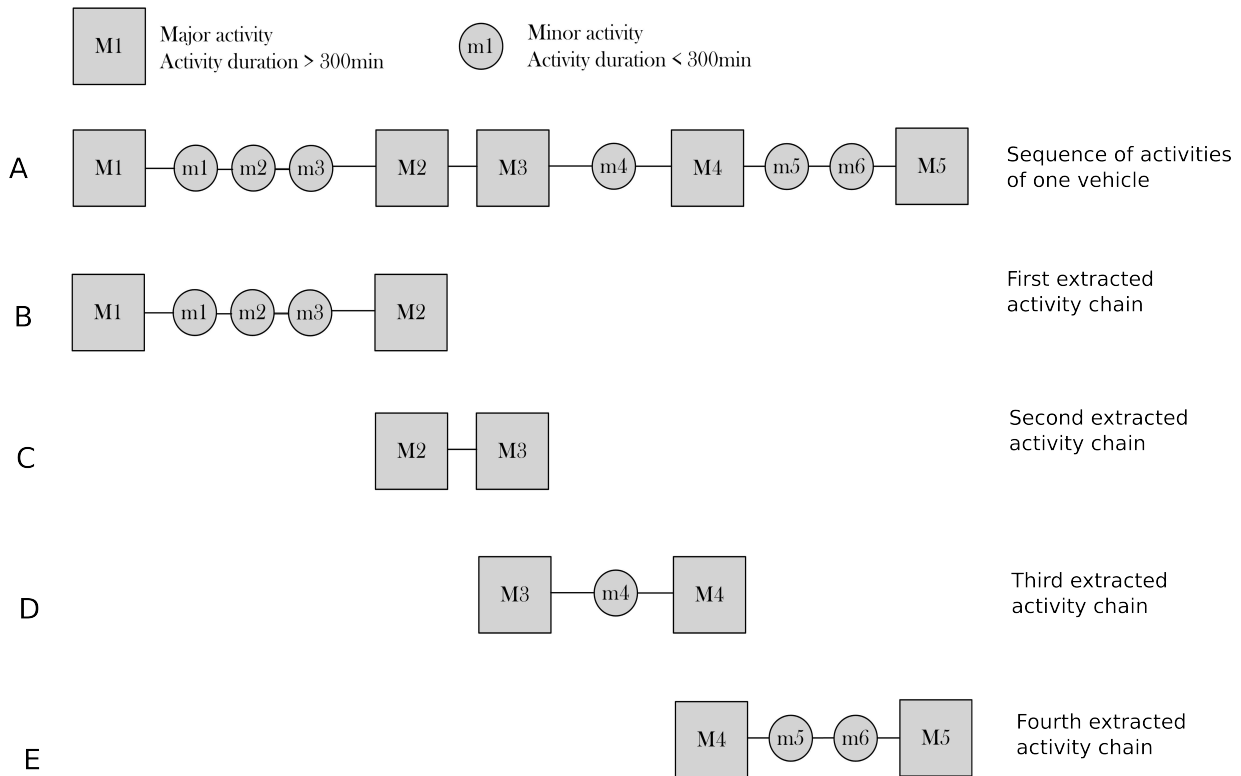 M1
Major activity
Activity duration > 300min
m1
Minor activity
Activity duration < 300min
A
M1 m1 m2 m3 M2 M3 m4 M4 m5 m6 M5
Sequence of activities
of one vehicle
B
M1 m1 m2 m3 M2
First extracted
activity chain
C
M2 M3
Second extracted
activity chain
D
M3 m4 M4
Third extracted
activity chain
E
M4 m5 m6 M5
Fourth extracted
activity chain